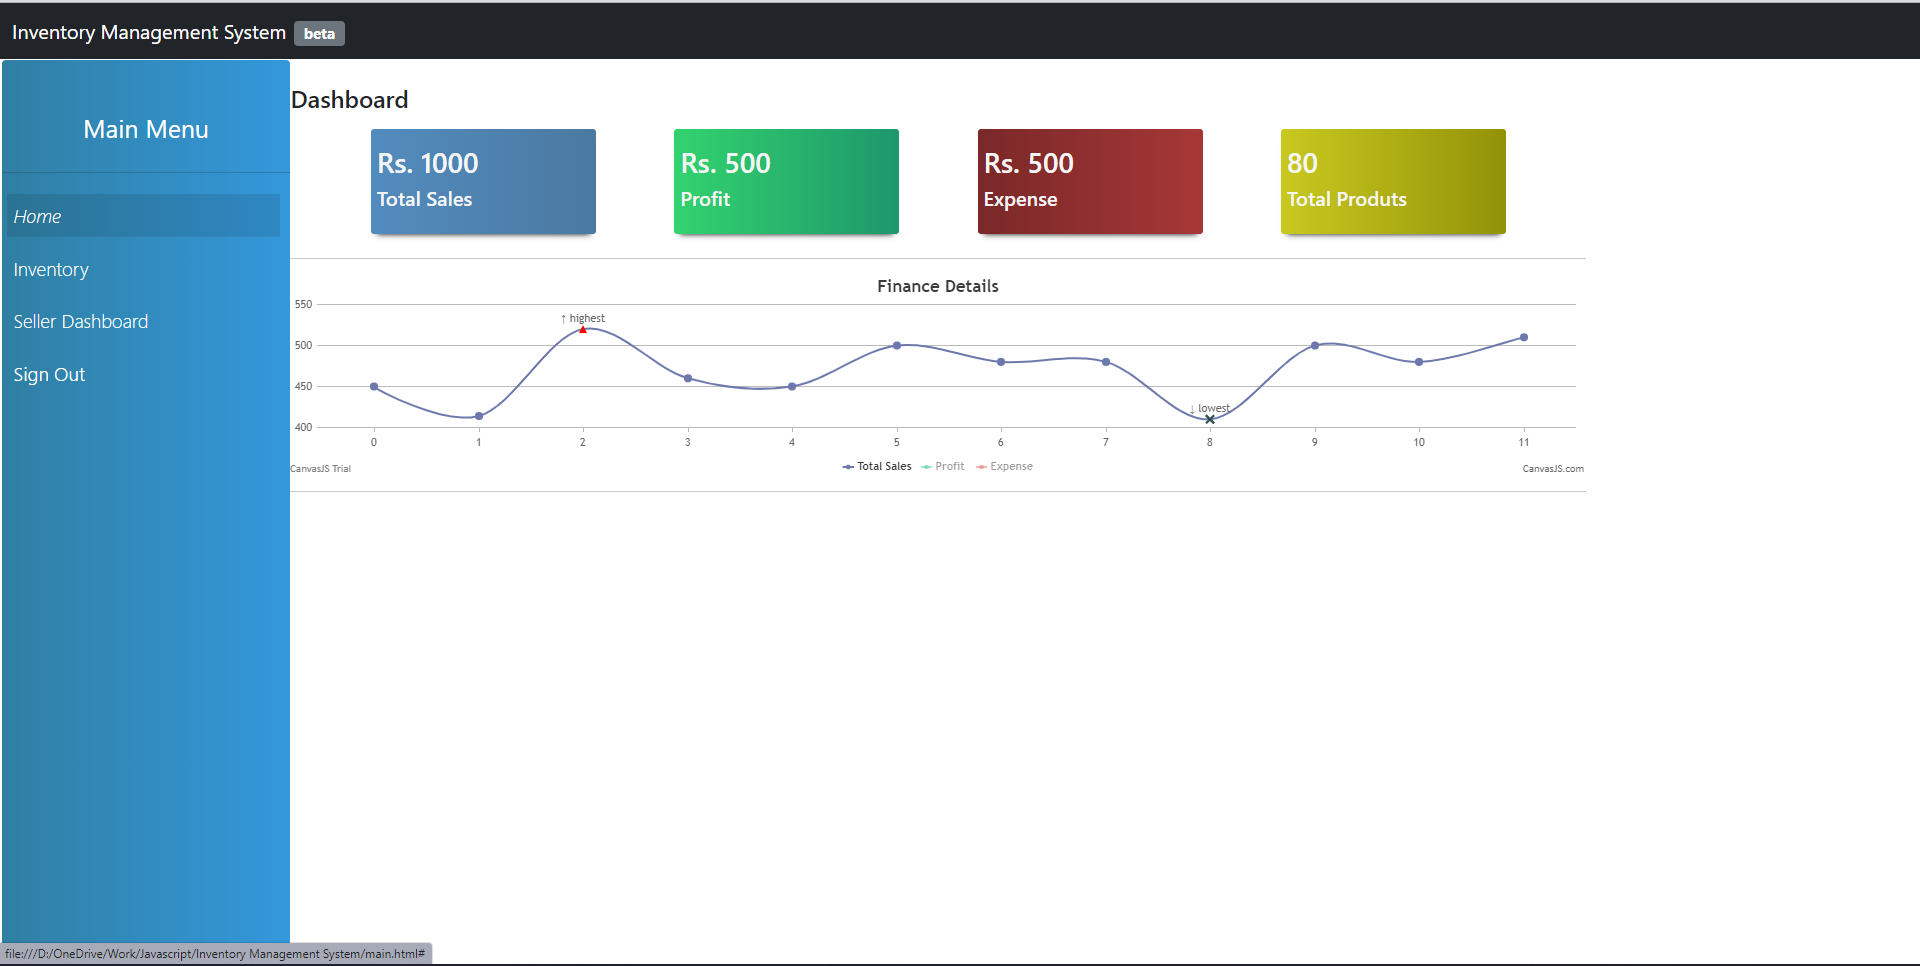 Inventory Management System beta
Main Menu
Home
Inventory
Seller Dashboard
Sign Out
Dashboard
Rs. 1000
Total Sales
Rs. 500
Profit
Rs. 500
Expense
80
Total Produts
Finance Details
550
500
450
400
↑ highest
↓ lowest
0 1 2 3 4 5 6 7 8 9 10 11
Total Sales Profit Expense
CanvasJS Trial
CanvasJS.com
file:///D:/OneDrive/Work/Javascript/Inventory Management System/main.html#